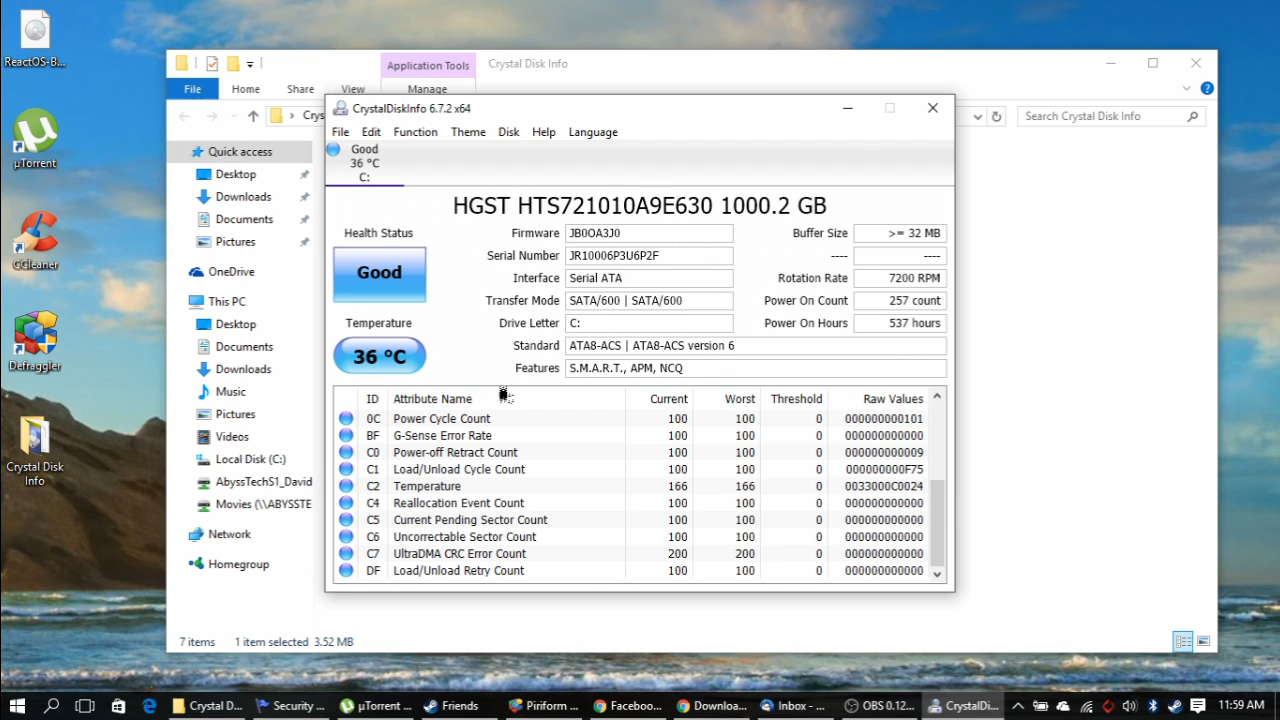 ReactOS-B...
µTorrent
CCleaner
Defraggler
Crystal Disk
Info
Application Tools
Crystal Disk Info
File Home Share View Manage
Crys
Search Crystal Disk Info
Quick access
Desktop
Downloads
Documents
Pictures
OneDrive
This PC
Desktop
Documents
Downloads
Music
Pictures
Videos
Local Disk (C:)
AbyssTechS1_David
Movies (\\ABYSSTE
Network
Homegroup
7 items 1 item selected 3.52 MB
CrystalDiskInfo 6.7.2 x64
File Edit Function Theme Disk Help Language
Good
36 °C
C:
HGST HTS721010A9E630 1000.2 GB
Health Status
Good
Temperature
36 °C
Firmware JB0OA3J0 Buffer Size >= 32 MB
Serial Number JR10006P3U6P2F ---- ----
Interface Serial ATA Rotation Rate 7200 RPM
Transfer Mode SATA/600 | SATA/600 Power On Count 257 count
Drive Letter C: Power On Hours 537 hours
Standard ATA8-ACS | ATA8-ACS version 6
Features S.M.A.R.T., APM, NCQ
ID Attribute Name Current Worst Threshold Raw Values
0C Power Cycle Count 100 100 0 000000000101
BF G-Sense Error Rate 100 100 0 000000000000
C0 Power-off Retract Count 100 100 0 000000000009
C1 Load/Unload Cycle Count 100 100 0 000000000F75
C2 Temperature 166 166 0 0033000C0024
C4 Reallocation Event Count 100 100 0 000000000000
C5 Current Pending Sector Count 100 100 0 000000000000
C6 Uncorrectable Sector Count 100 100 0 000000000000
C7 UltraDMA CRC Error Count 200 200 0 000000000000
DF Load/Unload Retry Count 100 100 0 000000000000
Crystal D... Security ... µTorrent ... Friends Piriform ... Faceboo... Downloa... Inbox - ... OBS 0.12... CrystalDi... 11:59 AM